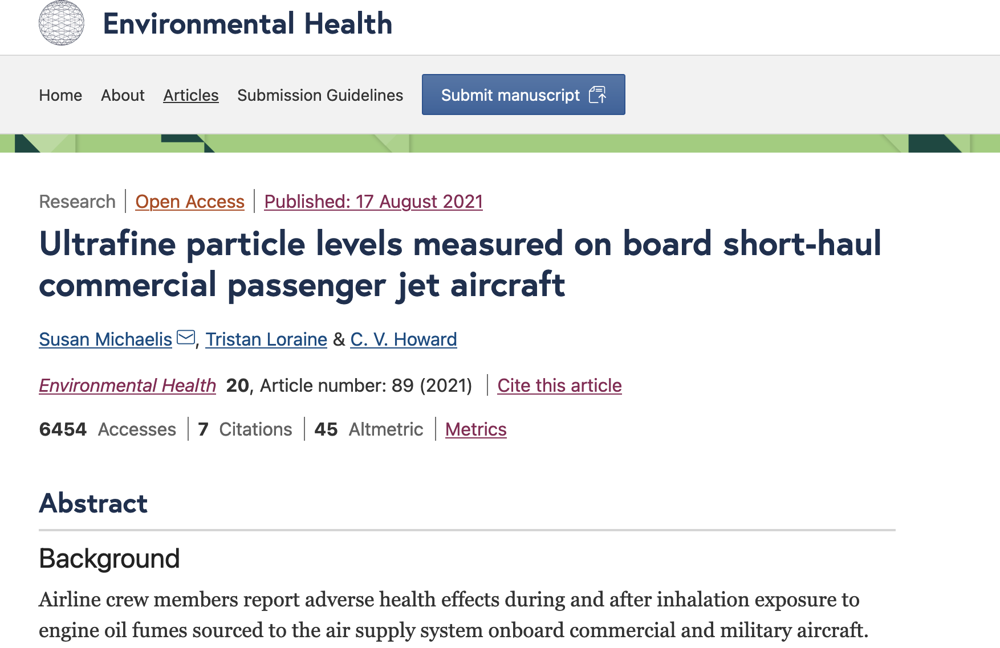 Environmental Health
Home About Articles Submission Guidelines Submit manuscript
Research Open Access Published: 17 August 2021
Ultrafine particle levels measured on board short-haul
commercial passenger jet aircraft
Susan Michaelis, Tristan Loraine & C. V. Howard
Environmental Health 20, Article number: 89 (2021) Cite this article
6454 Accesses 7 Citations 45 Altmetric Metrics
Abstract
Background
Airline crew members report adverse health effects during and after inhalation exposure to
engine oil fumes sourced to the air supply system onboard commercial and military aircraft.